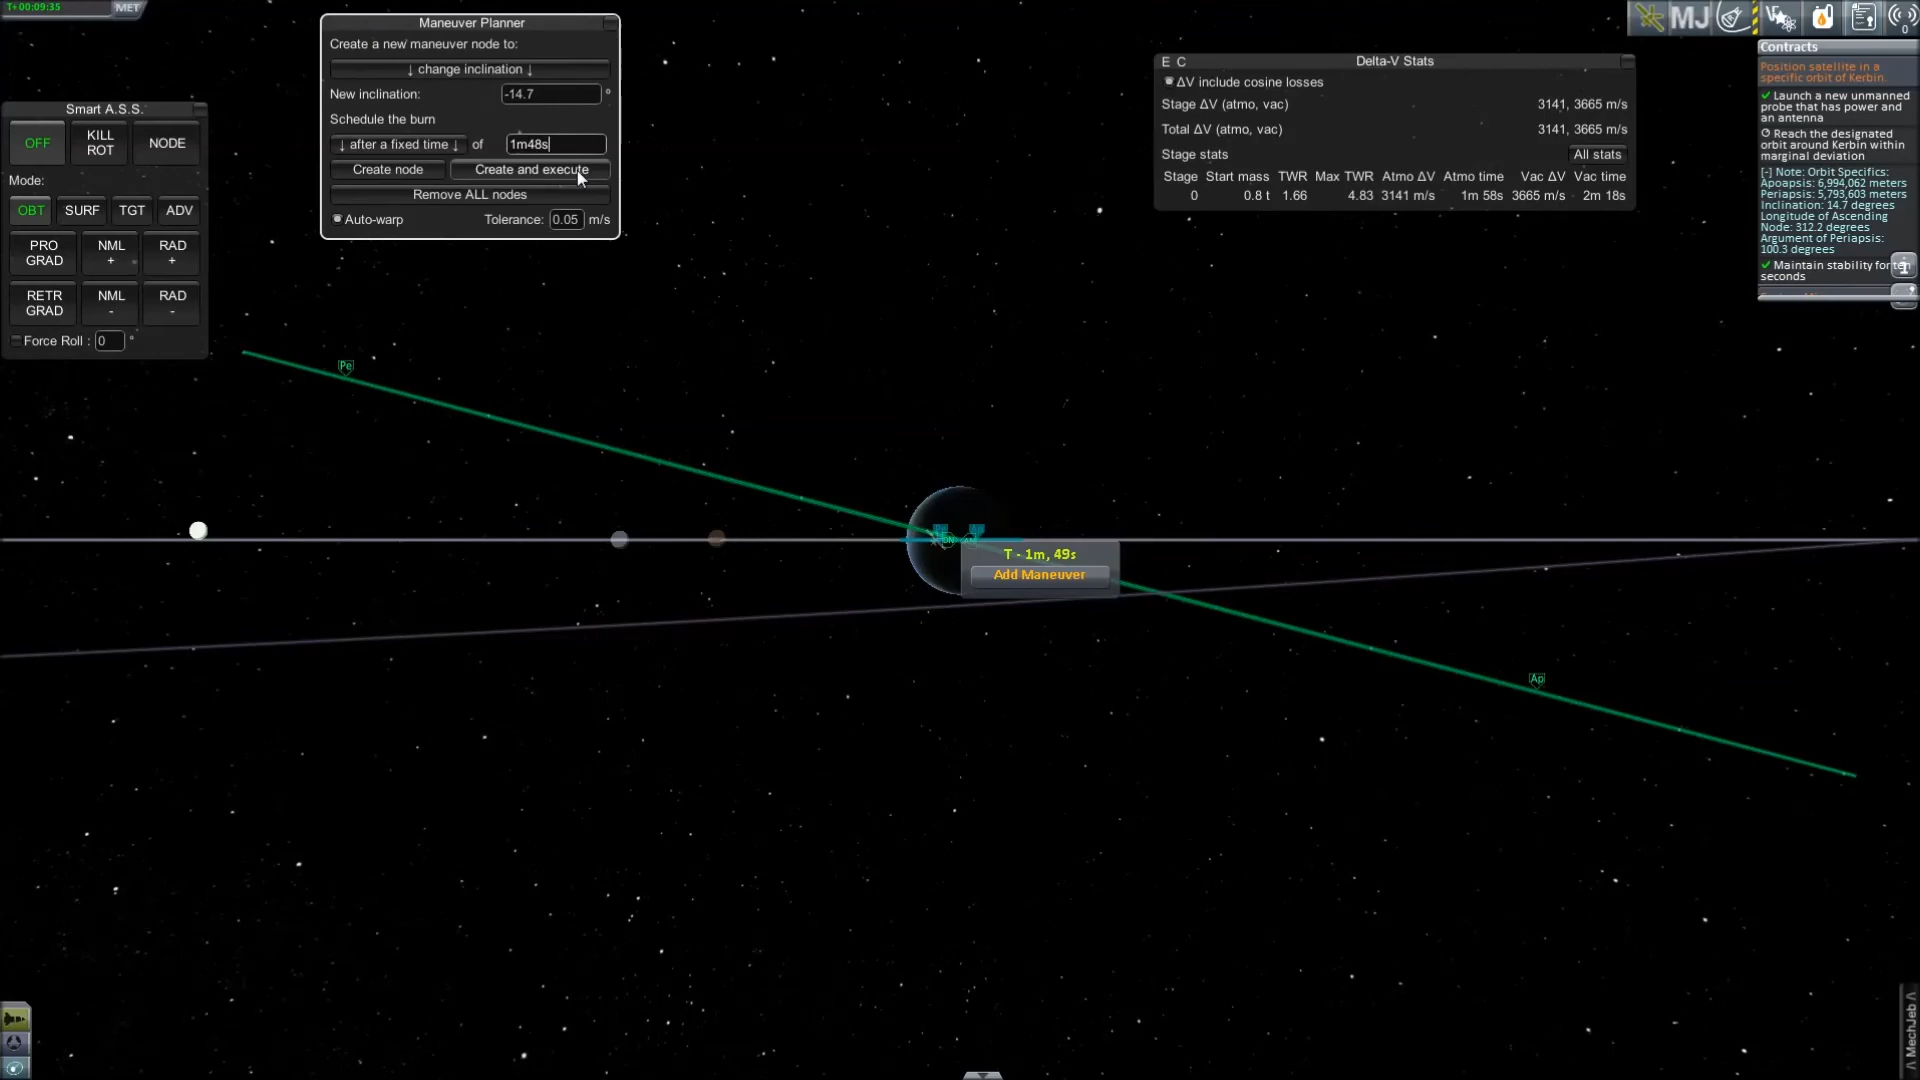 T+00:09:35 MET
Smart A.S.S.
OFF KILL ROT NODE
Mode:
OBT SURF TGT ADV
PRO GRAD NML + RAD +
RETR GRAD NML - RAD -
Force Roll : 0 °
Maneuver Planner
Create a new maneuver node to:
↓ change inclination ↓
New inclination: -14.7 °
Schedule the burn
↓ after a fixed time ↓ of 1m48s
Create node Create and execute
Remove ALL nodes
Auto-warp Tolerance: 0.05 m/s
E C Delta-V Stats
ΔV include cosine losses
Stage ΔV (atmo, vac) 3141, 3665 m/s
Total ΔV (atmo, vac) 3141, 3665 m/s
Stage stats All stats
Stage Start mass TWR Max TWR Atmo ΔV Atmo time Vac ΔV Vac time
0 0.8 t 1.66 4.83 3141 m/s 1m 58s 3665 m/s 2m 18s
MJ
0
Contracts
Position satellite in a
specific orbit of Kerbin.
Launch a new unmanned
probe that has power and
an antenna
Reach the designated
orbit around Kerbin within
marginal deviation
[-] Note: Orbit Specifics:
Apoapsis: 6,994,062 meters
Periapsis: 5,793,603 meters
Inclination: 14.7 degrees
Longitude of Ascending
Node: 312.2 degrees
Argument of Periapsis:
100.3 degrees
Maintain stability for ten
seconds
Pe
Pe Ap
DN AN
T - 1m, 49s
Add Maneuver
Ap
∧ MechJeb ∧